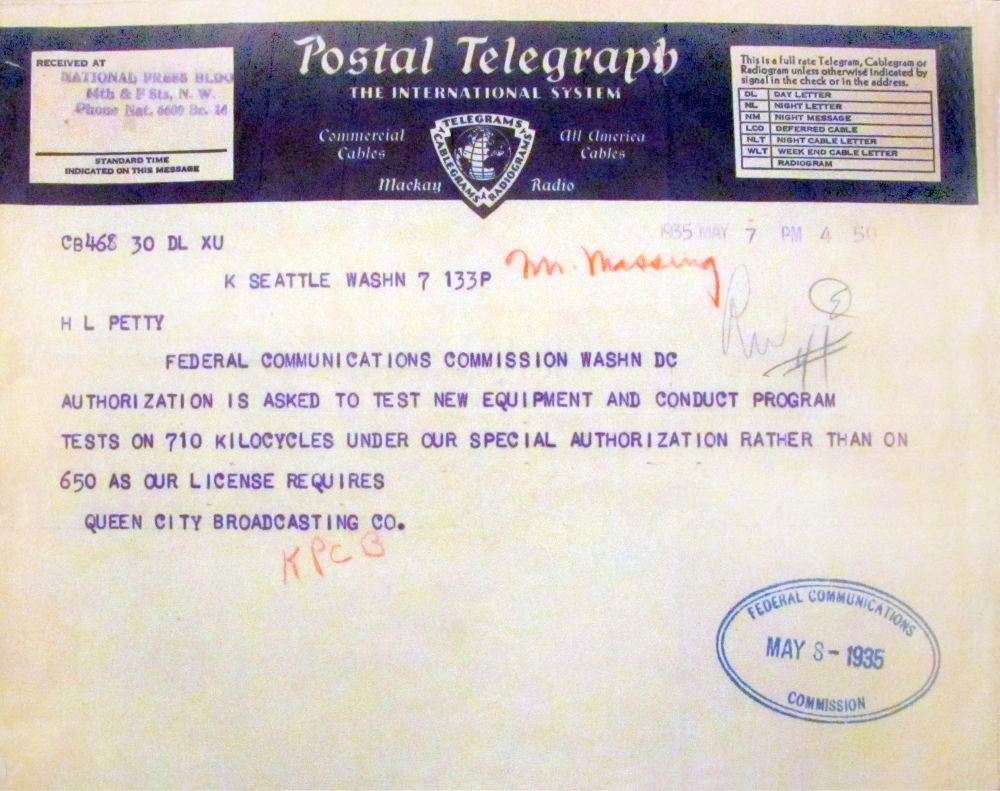 RECEIVED AT
NATIONAL PRESS BLDG
14th & F Sts, N. W.
Phone Nat. 6600 Br.
STANDARD TIME
INDICATED ON THIS MESSAGE
Postal Telegraph
THE INTERNATIONAL SYSTEM
Commercial Cables
All America Cables
TELEGRAMS
CABLEGRAMS
RADIOGRAMS
Mackay Radio
This is a full rate Telegram, Cablegram or
Radiogram unless otherwise indicated by
signal in the check or in the address.
DL DAY LETTER
NL NIGHT LETTER
NM NIGHT MESSAGE
LCO DEFERRED CABLE
NLT NIGHT CABLE LETTER
WLT WEEK END CABLE LETTER
RADIOGRAM
1935 MAY 7 PM 4 50
CB468 30 DL XU
K SEATTLE WASHN 7 133P
Mr. Massing
H L PETTY
FEDERAL COMMUNICATIONS COMMISSION WASHN DC
AUTHORIZATION IS ASKED TO TEST NEW EQUIPMENT AND CONDUCT PROGRAM
TESTS ON 710 KILOCYCLES UNDER OUR SPECIAL AUTHORIZATION RATHER THAN ON
650 AS OUR LICENSE REQUIRES
QUEEN CITY BROADCASTING CO.
KPCB
FEDERAL COMMUNICATIONS
MAY 8 - 1935
COMMISSION